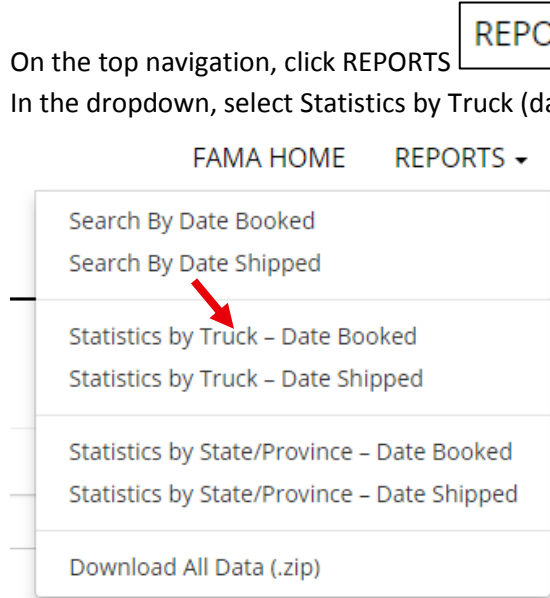 On the top navigation, click REPORTS REPO
In the dropdown, select Statistics by Truck (da
FAMA HOME REPORTS
Search By Date Booked
Search By Date Shipped
Statistics by Truck – Date Booked
Statistics by Truck – Date Shipped
Statistics by State/Province – Date Booked
Statistics by State/Province – Date Shipped
Download All Data (.zip)